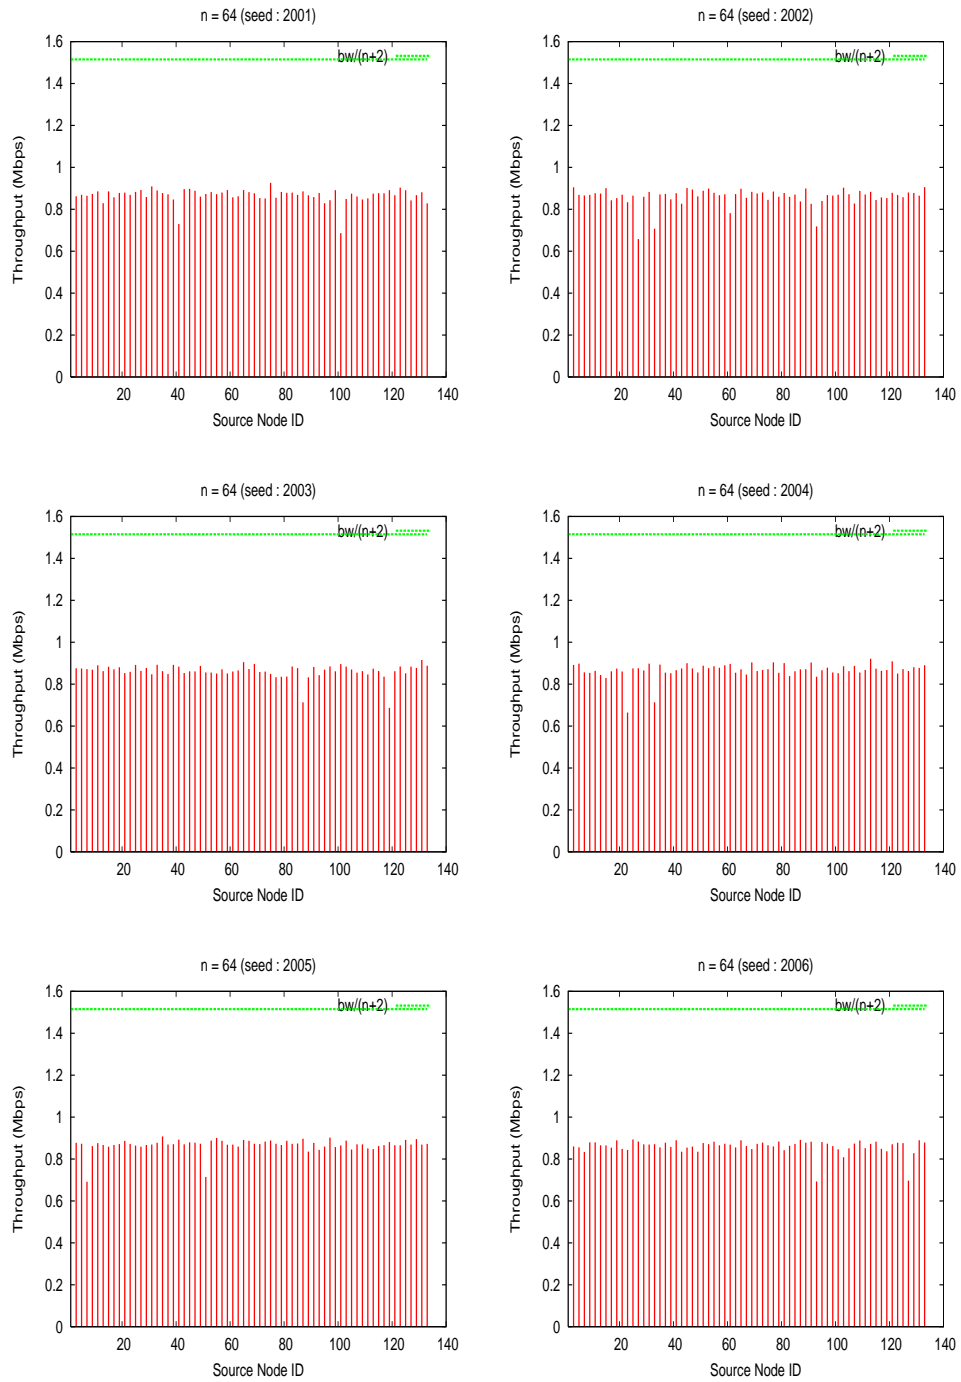 n = 64 (seed : 2001)
bw/(n+2)
Throughput (Mbps)
1.6
1.4
1.2
1
0.8
0.6
0.4
0.2
0
20 40 60 80 100 120 140
Source Node ID
n = 64 (seed : 2002)
bw/(n+2)
Throughput (Mbps)
1.6
1.4
1.2
1
0.8
0.6
0.4
0.2
0
20 40 60 80 100 120 140
Source Node ID
n = 64 (seed : 2003)
bw/(n+2)
Throughput (Mbps)
1.6
1.4
1.2
1
0.8
0.6
0.4
0.2
0
20 40 60 80 100 120 140
Source Node ID
n = 64 (seed : 2004)
bw/(n+2)
Throughput (Mbps)
1.6
1.4
1.2
1
0.8
0.6
0.4
0.2
0
20 40 60 80 100 120 140
Source Node ID
n = 64 (seed : 2005)
bw/(n+2)
Throughput (Mbps)
1.6
1.4
1.2
1
0.8
0.6
0.4
0.2
0
20 40 60 80 100 120 140
Source Node ID
n = 64 (seed : 2006)
bw/(n+2)
Throughput (Mbps)
1.6
1.4
1.2
1
0.8
0.6
0.4
0.2
0
20 40 60 80 100 120 140
Source Node ID